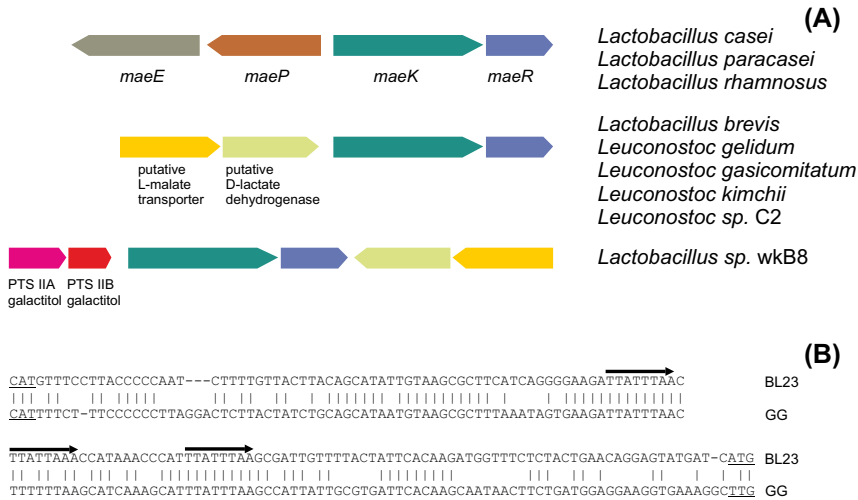 (A)
maeE maeP maeK maeR
Lactobacillus casei
Lactobacillus paracasei
Lactobacillus rhamnosus
putative
L-malate
transporter
putative
D-lactate
dehydrogenase
Lactobacillus brevis
Leuconostoc gelidum
Leuconostoc gasicomitatum
Leuconostoc kimchii
Leuconostoc sp. C2
PTS IIA
galactitol
PTS IIB
galactitol
Lactobacillus sp. wkB8
(B)
CATGTTTCCTTACCCCCAAT---CTTTTGTTACTTACAGCATATTGTAAGCGCTTCATCAGGGGAAGATTATTTAAC BL23
CATTTTCT-TTCCCCCCTTAGGACTCTTACTATCTGCAGCATAATGTAAGCGCTTTAAATAGTGAAGATTATTTAAC GG
TTATTAAACCATAAACCCATTTATTTAAGCGATTGTTTTACTATTCACAAGATGGTTTCTCTACTGAACAGGAGTATGAT-CATG BL23
TTTTTTAAGCATCAAAGCATTTATTTAAGCCATTATTGCGTGATTCACAAGCAATAACTTCTGATGGAGGAAGGTGAAAGGCTTG GG